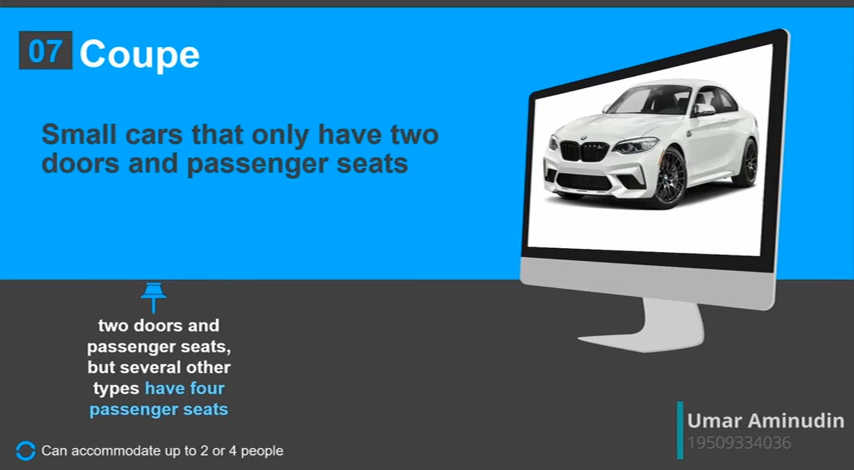 07 Coupe
Small cars that only have two
doors and passenger seats
two doors and
passenger seats,
but several other
types have four
passenger seats
Can accommodate up to 2 or 4 people
Umar Aminudin
19509334036